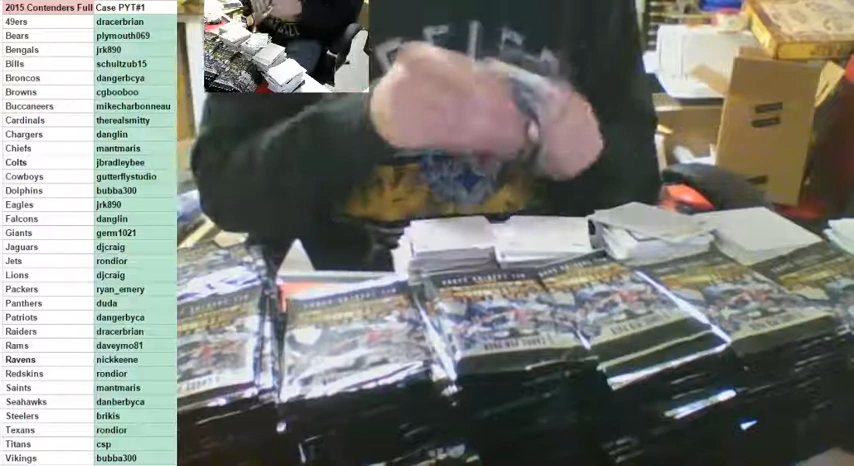 2015 Contenders Full Case PYT#1
49ers dracerbrian
Bears plymouth069
Bengals jrk890
Bills schultzub15
Broncos dangerbcya
Browns cgbooboo
Buccaneers mikecharbonneau
Cardinals therealsmitty
Chargers danglin
Chiefs mantmaris
Colts jbradleybee
Cowboys gutterflystudio
Dolphins bubba300
Eagles jrk890
Falcons danglin
Giants germ1021
Jaguars djcraig
Jets rondior
Lions djcraig
Packers ryan_emery
Panthers duda
Patriots dangerbyca
Raiders dracerbrian
Rams daveymo81
Ravens nickkeene
Redskins rondior
Saints mantmaris
Seahawks danberbyca
Steelers brikis
Texans rondior
Titans csp
Vikings bubba300